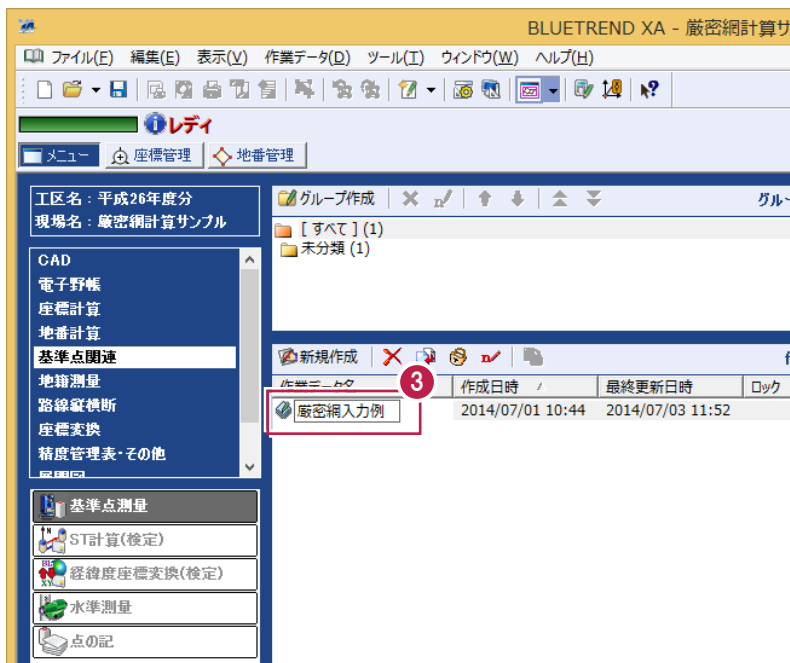 BLUETREND XA - 厳密網計算サ
ファイル(F) 編集(E) 表示(V) 作業データ(D) ツール(T) ウィンドウ(W) ヘルプ(H)
レディ
メニュー 座標管理 地番管理
工区名：平成26年度分
現場名：厳密網計算サンプル
CAD
電子野帳
座標計算
地番計算
基準点関連
地籍測量
路線縦横断
座標変換
精度管理表・その他
基準点測量
ST計算(検定)
経緯度座標変換(検定)
水準測量
点の記
グループ作成 グルー
[すべて] (1)
未分類 (1)
新規作成
作業データ名 作成日時 最終更新日時 ロック
3
厳密網入力例 2014/07/01 10:44 2014/07/03 11:52